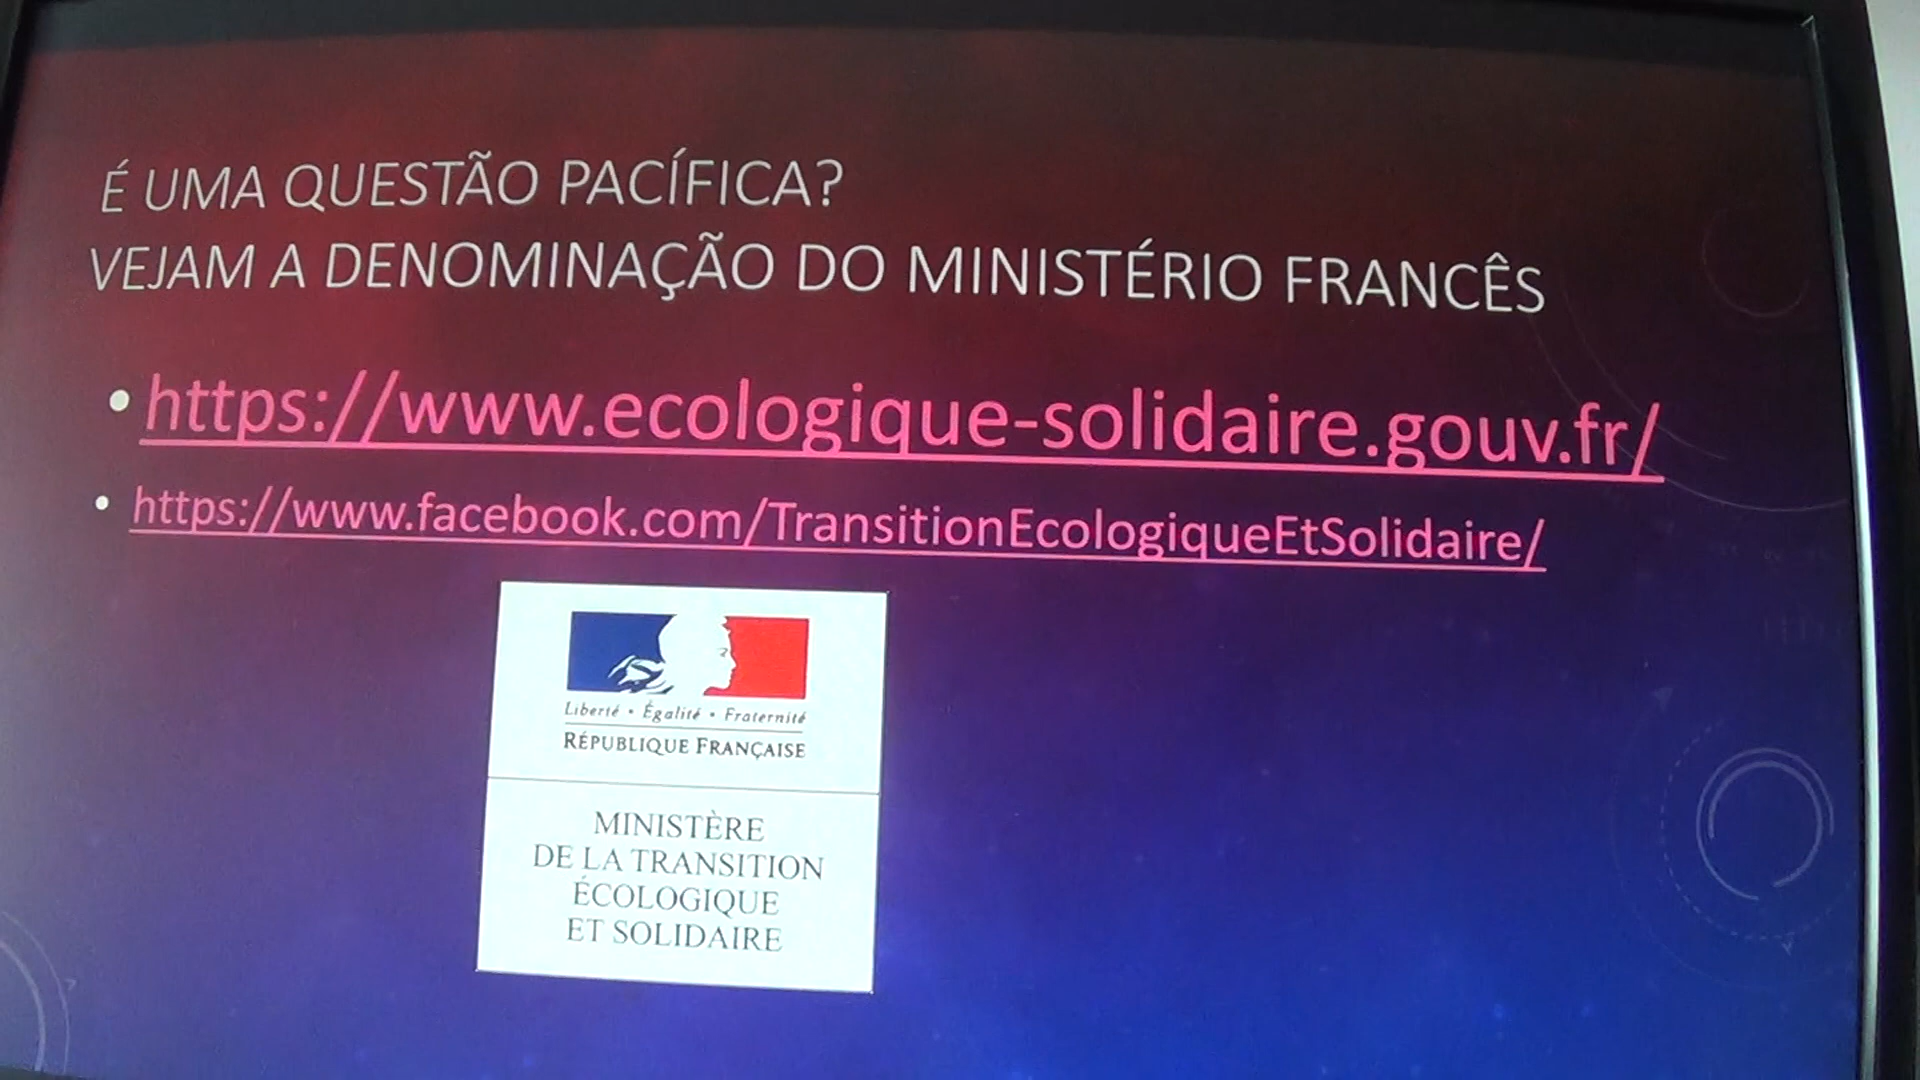 É UMA QUESTÃO PACÍFICA?
VEJAM A DENOMINAÇÃO DO MINISTÉRIO FRANCÊS
• https://www.ecologique-solidaire.gouv.fr/
• https://www.facebook.com/TransitionEcologiqueEtSolidaire/
Liberté • Égalité • Fraternité
RÉPUBLIQUE FRANÇAISE
MINISTÈRE
DE LA TRANSITION
ÉCOLOGIQUE
ET SOLIDAIRE